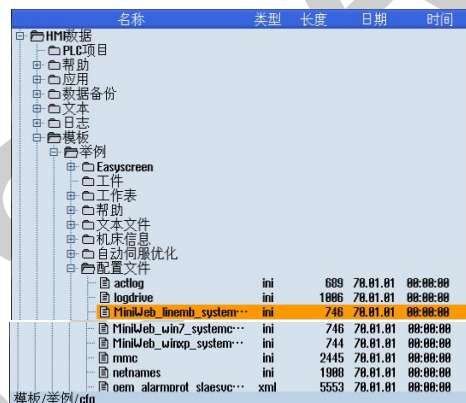 名称 类型 长度 日期 时间
HMI数据
PLC项目
帮助
应用
数据备份
文本
日志
模板
举例
Easyscreen
工件
工作表
帮助
文本文件
机床信息
自动伺服优化
配置文件
actlog ini 689 70.01.01 00:00:00
logdrive ini 1006 70.01.01 00:00:00
MiniWeb_linemb_system··· ini 746 70.01.01 00:00:00
MiniWeb_win7_systemc··· ini 746 70.01.01 00:00:00
MiniWeb_winxp_system··· ini 744 70.01.01 00:00:00
mmc ini 2445 70.01.01 00:00:00
netnames ini 1908 70.01.01 00:00:00
oem_alarmprot_slaesvc··· xml 5553 70.01.01 00:00:00
模板/举例/cfg